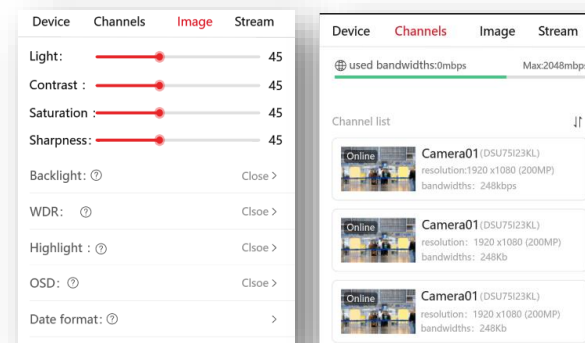 Device Channels Image Stream
Light: 45
Contrast : 45
Saturation : 45
Sharpness: 45
Backlight: ? Close >
WDR: ? Clsoe >
Highlight : ? Clsoe >
OSD: ? Clsoe >
Date format: ? >
Device Channels Image Stream
used bandwidths:0mbps Max:2048mbps
Channel list
Online Camera01(DSU75I23KL)
resolution:1920 x1080 (200MP)
bandwidths: 248kbps
Online Camera01(DSU75I23KL)
resolution: 1920 x1080 (200MP)
bandwidths: 248Kb
Online Camera01(DSU75I23KL)
resolution: 1920 x1080 (200MP)
bandwidths: 248Kb